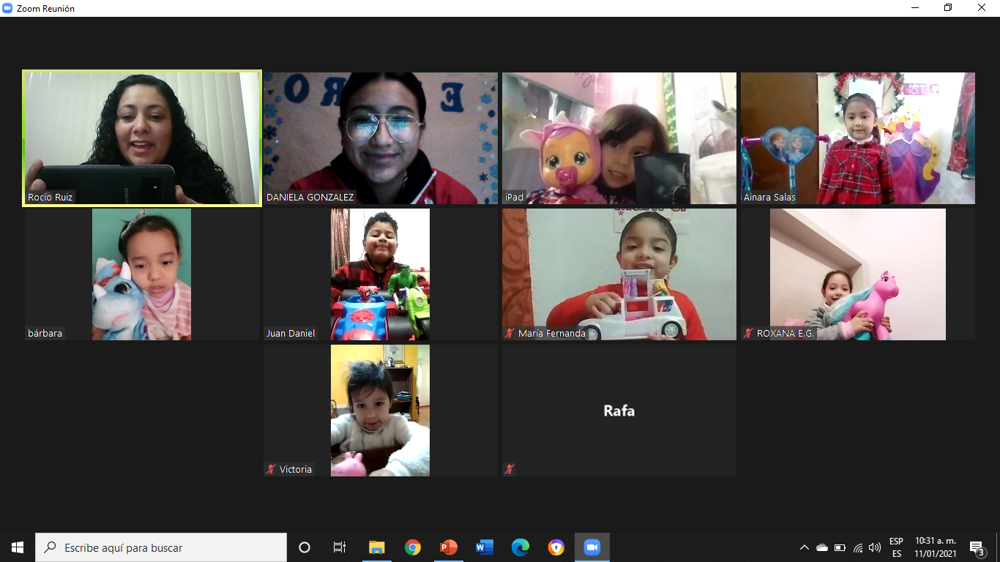 Zoom Reunión
E R O
Rocio Ruiz
DANIELA GONZALEZ
iPad
Ainara Salas
SAMSUNG
bárbara
Juan Daniel
María Fernanda
ROXANA E.G.
Victoria
Rafa
Escribe aquí para buscar
ESP
ES
10:31 a. m.
11/01/2021
3